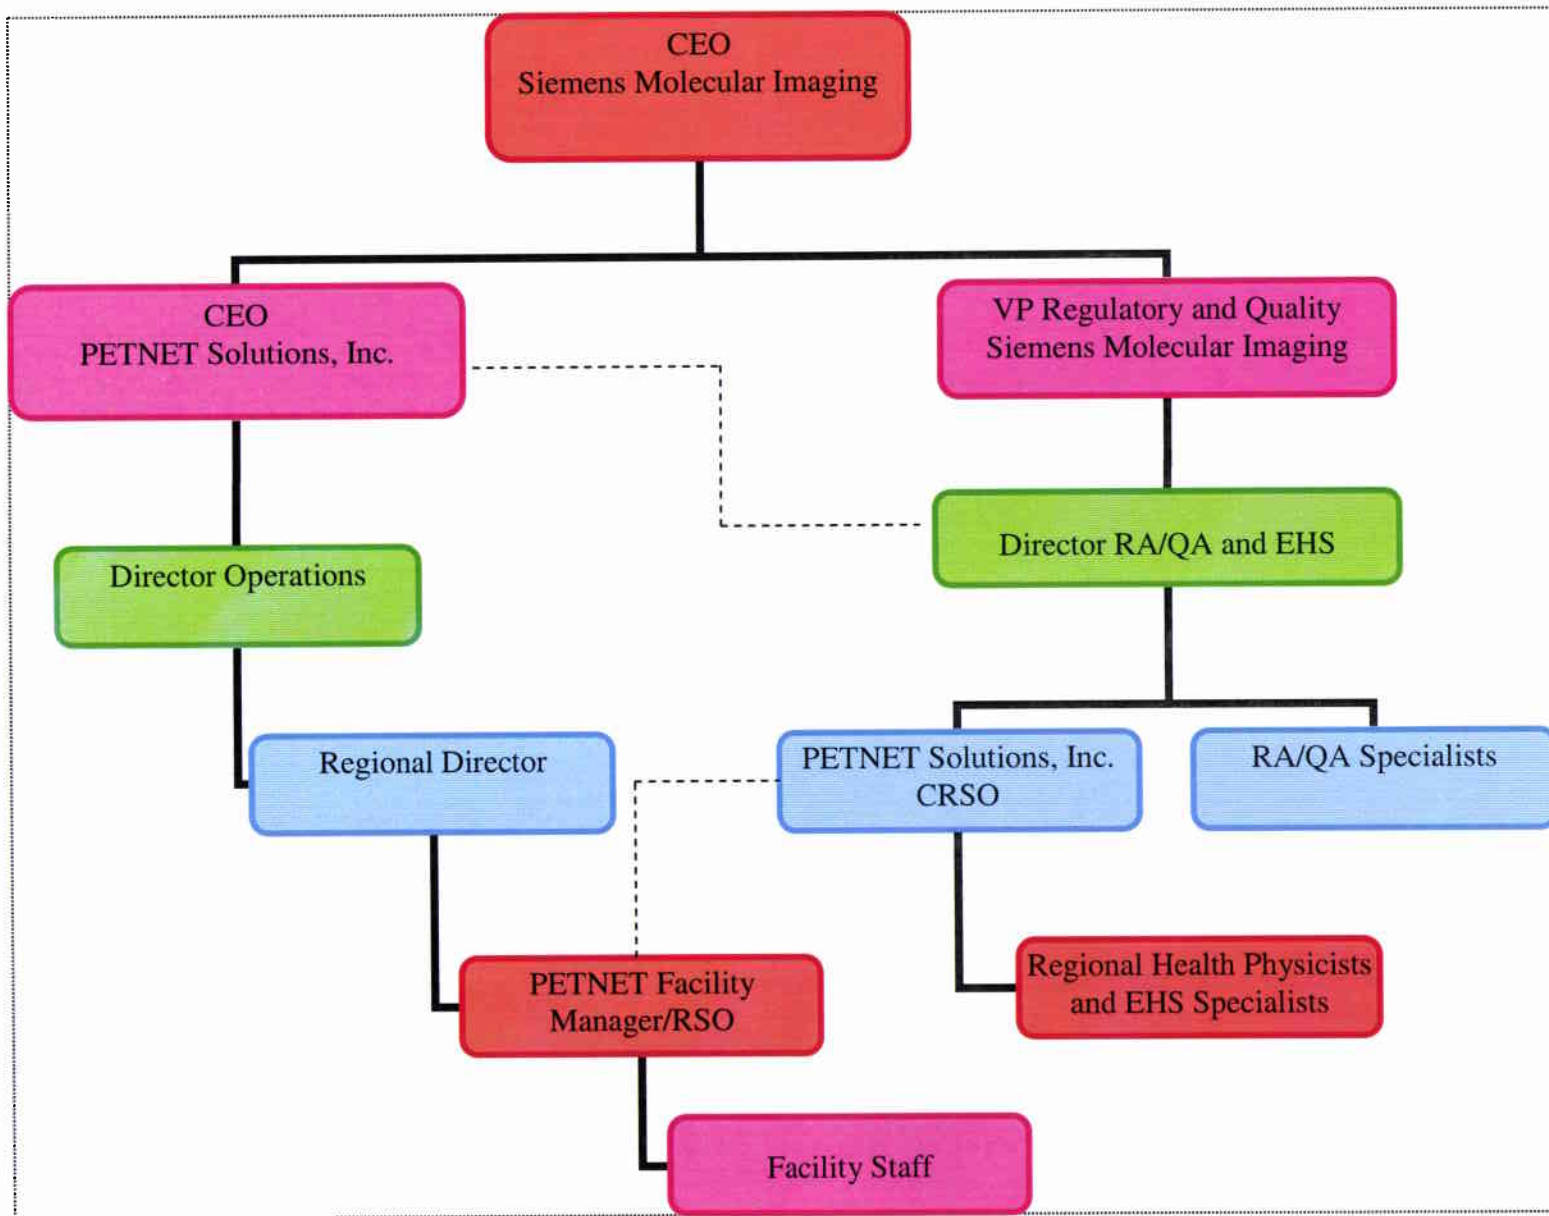 CEO
Siemens Molecular Imaging
CEO
PETNET Solutions, Inc.
VP Regulatory and Quality
Siemens Molecular Imaging
Director RA/QA and EHS
Director Operations
Regional Director
PETNET Solutions, Inc.
CRSO
RA/QA Specialists
PETNET Facility
Manager/RSO
Regional Health Physicists
and EHS Specialists
Facility Staff